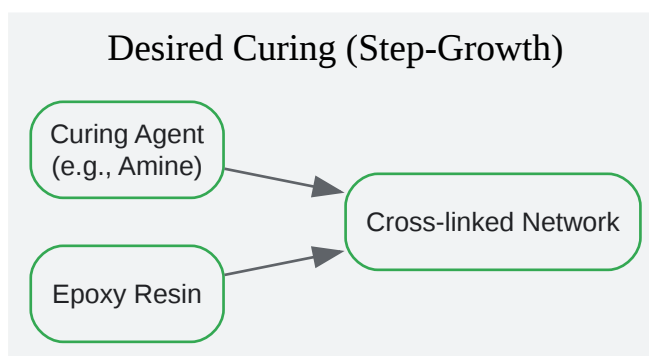 Desired Curing (Step-Growth)
Curing Agent
(e.g., Amine)
Cross-linked Network
Epoxy Resin